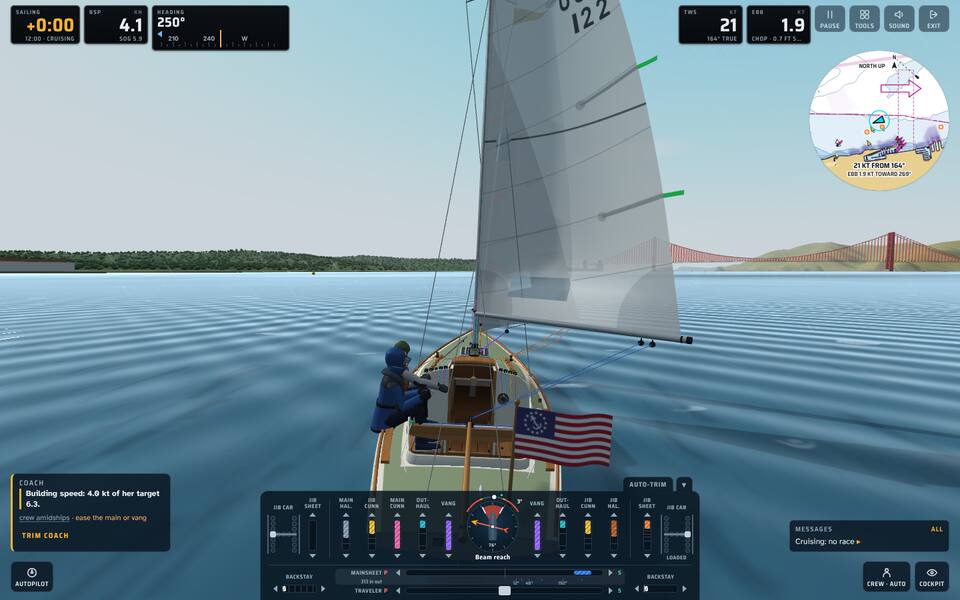 SAILING
+0:00
12:00 · CRUISING
BSP KT
4.1
SOG 5.9
HEADING
250°
210 240 W
122
TWS KT
21
164° TRUE
EBB KT
1.9
CHOP · 0.7 FT S...
PAUSE
TOOLS
SOUND
EXIT
N
NORTH UP
21 KT FROM 164°
EBB 1.9 KT TOWARD 269°
COACH
Building speed: 4.0 kt of her target
6.3.
crew amidships · ease the main or vang
TRIM COACH
AUTOPILOT
AUTO-TRIM ▼
JIB CAR
JIB SHEET
MAIN HAL.
JIB CUNN
MAIN CUNN
OUT-HAUL
VANG
3°
76°
Beam reach
VANG
OUT-HAUL
JIB CUNN
JIB HAL.
JIB SHEET
JIB CAR
LOADED
BACKSTAY
MAINSHEET P S
313 in out
TRAVELER P S
BACKSTAY
MESSAGES ALL
Cruising: no race ▸
CREW · AUTO
COCKPIT